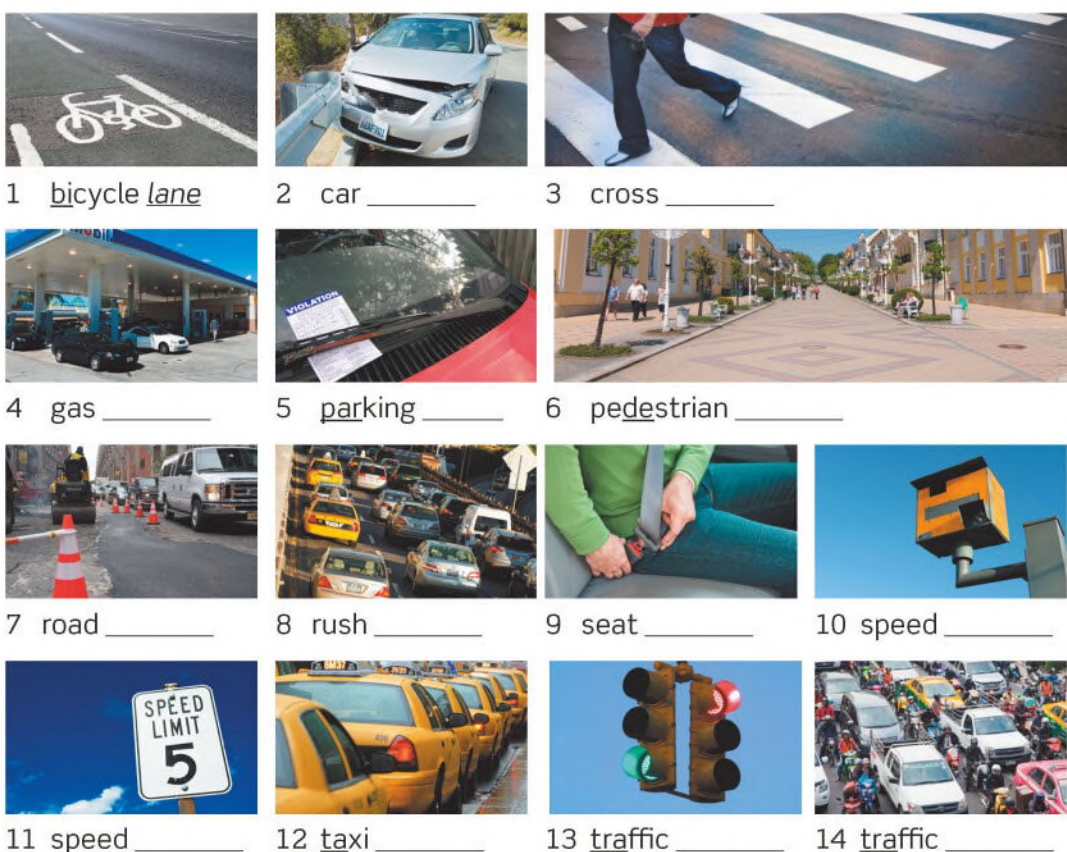 1 bicycle lane
2 car ________
3 cross ________
4 gas ________
VIOLATION
5 parking ________
6 pedestrian ________
7 road ________
8 rush ________
9 seat ________
10 speed ________
SPEED
LIMIT
5
11 speed ________
12 taxi ________
13 traffic ________
14 traffic ________